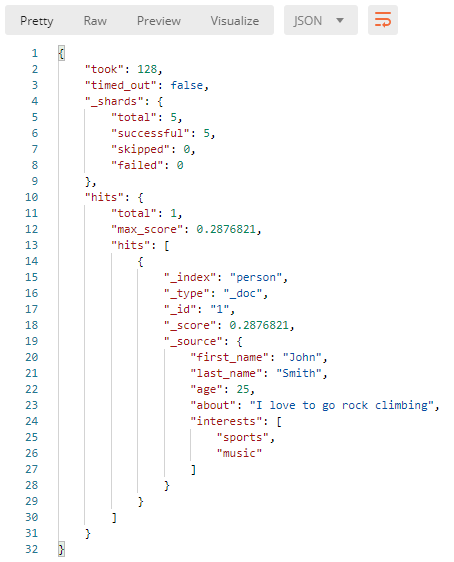 Pretty Raw Preview Visualize JSON
1 {
2     "took": 128,
3     "timed_out": false,
4     "_shards": {
5         "total": 5,
6         "successful": 5,
7         "skipped": 0,
8         "failed": 0
9     },
10     "hits": {
11         "total": 1,
12         "max_score": 0.2876821,
13         "hits": [
14             {
15                 "_index": "person",
16                 "_type": "_doc",
17                 "_id": "1",
18                 "_score": 0.2876821,
19                 "_source": {
20                     "first_name": "John",
21                     "last_name": "Smith",
22                     "age": 25,
23                     "about": "I love to go rock climbing",
24                     "interests": [
25                         "sports",
26                         "music"
27                     ]
28                 }
29             }
30         ]
31     }
32 }